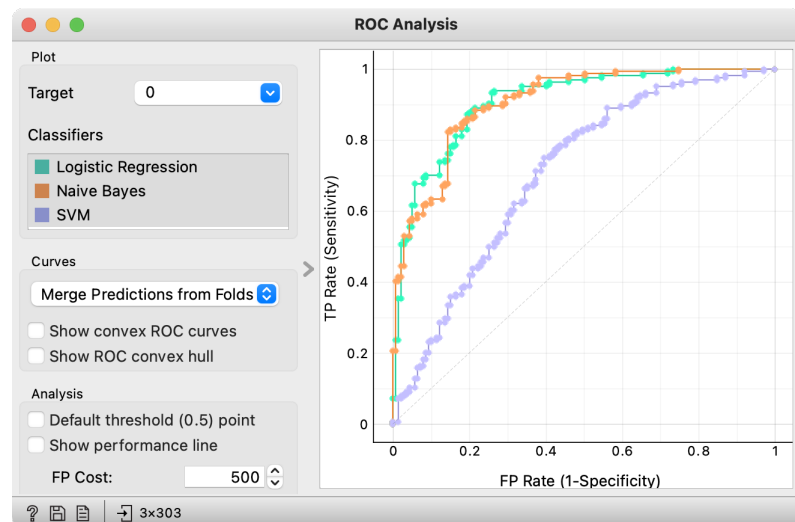 ROC Analysis
Plot
Target 0
Classifiers
Logistic Regression
Naive Bayes
SVM
Curves
Merge Predictions from Folds
Show convex ROC curves
Show ROC convex hull
Analysis
Default threshold (0.5) point
Show performance line
FP Cost: 500
? 3×303
TP Rate (Sensitivity)
1
0.8
0.6
0.4
0.2
0
0 0.2 0.4 0.6 0.8 1
FP Rate (1-Specificity)